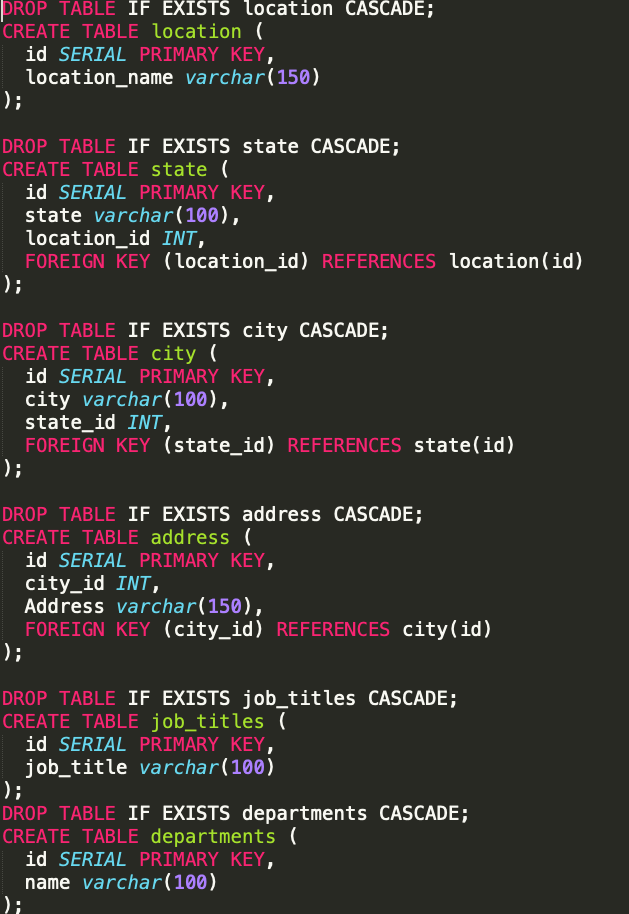 DROP TABLE IF EXISTS location CASCADE;
CREATE TABLE location (
  id SERIAL PRIMARY KEY,
  location_name varchar(150)
);

DROP TABLE IF EXISTS state CASCADE;
CREATE TABLE state (
  id SERIAL PRIMARY KEY,
  state varchar(100),
  location_id INT,
  FOREIGN KEY (location_id) REFERENCES location(id)
);

DROP TABLE IF EXISTS city CASCADE;
CREATE TABLE city (
  id SERIAL PRIMARY KEY,
  city varchar(100),
  state_id INT,
  FOREIGN KEY (state_id) REFERENCES state(id)
);

DROP TABLE IF EXISTS address CASCADE;
CREATE TABLE address (
  id SERIAL PRIMARY KEY,
  city_id INT,
  Address varchar(150),
  FOREIGN KEY (city_id) REFERENCES city(id)
);

DROP TABLE IF EXISTS job_titles CASCADE;
CREATE TABLE job_titles (
  id SERIAL PRIMARY KEY,
  job_title varchar(100)
);
DROP TABLE IF EXISTS departments CASCADE;
CREATE TABLE departments (
  id SERIAL PRIMARY KEY,
  name varchar(100)
);